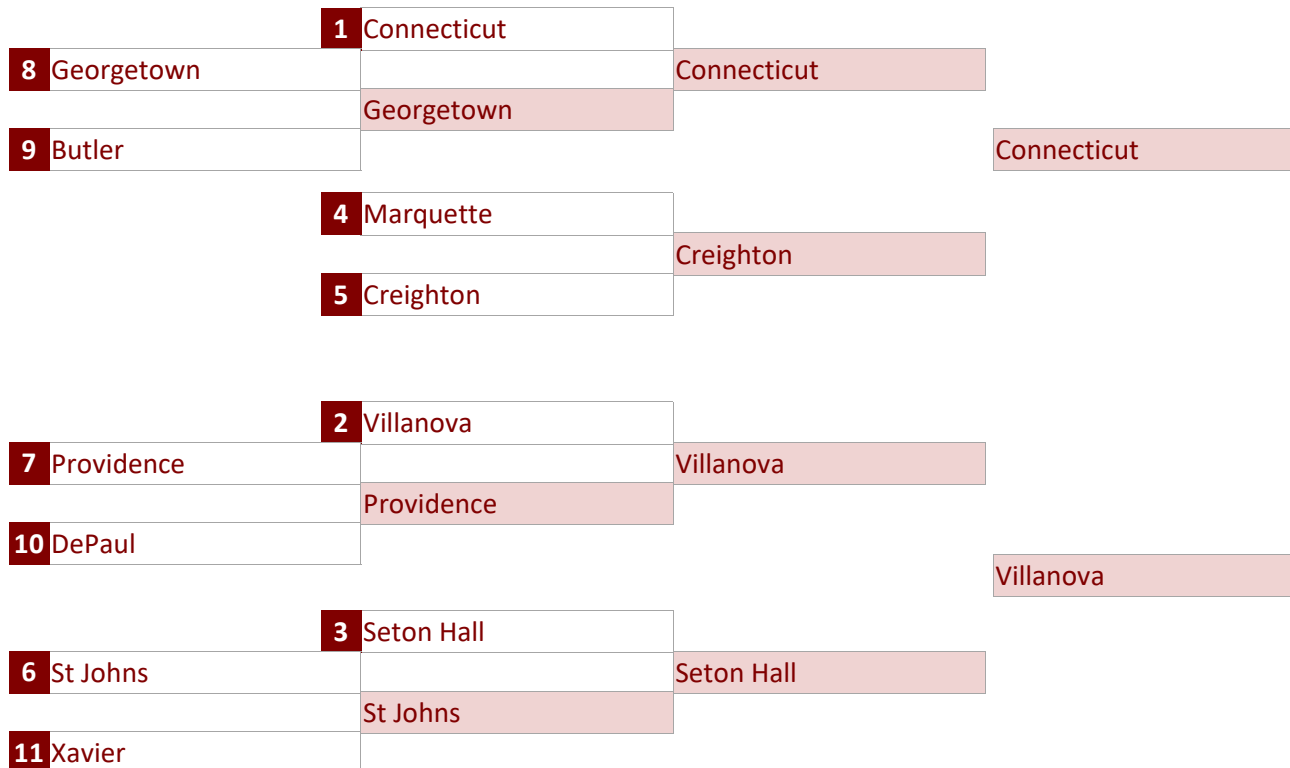 1 Connecticut
8 Georgetown Connecticut
Georgetown
9 Butler Connecticut
4 Marquette
Creighton
5 Creighton
2 Villanova
7 Providence Villanova
Providence
10 DePaul
Villanova
3 Seton Hall
6 St Johns Seton Hall
St Johns
11 Xavier